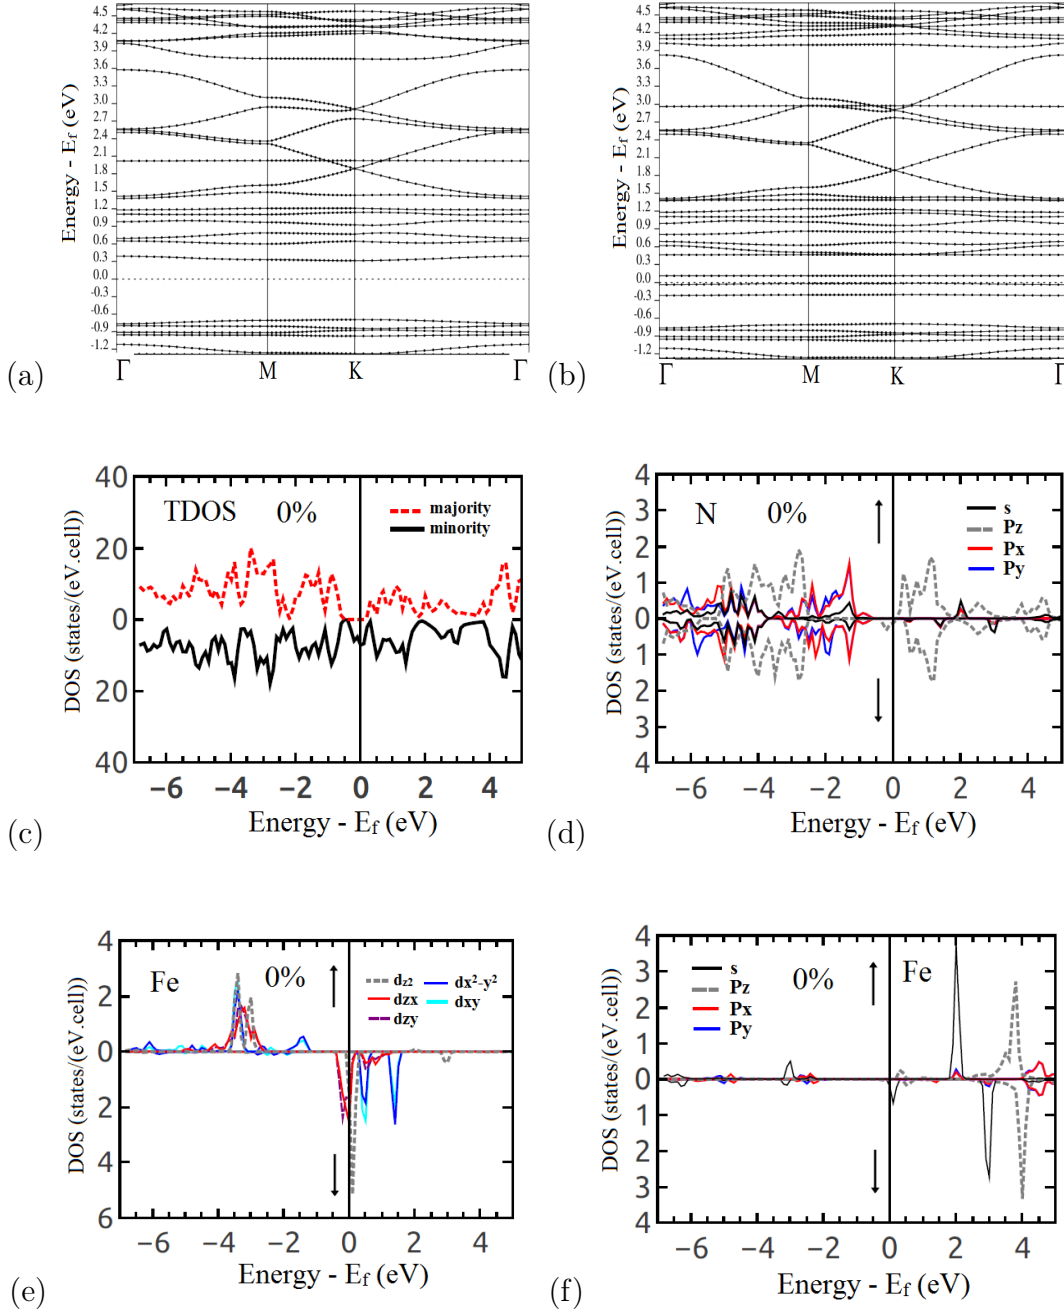 4.5
4.2
3.9
3.6
3.3
3.0
2.7
2.4
2.1
1.8
1.5
1.2
0.9
0.6
0.3
0.0
-0.3
-0.6
-0.9
-1.2
Energy - Ef (eV)
(a) Γ M K Γ
4.5
4.2
3.9
3.6
3.3
3.0
2.7
2.4
2.1
1.8
1.5
1.2
0.9
0.6
0.3
0.0
-0.3
-0.6
-0.9
-1.2
Energy - Ef (eV)
(b) Γ M K Γ
40
20
0
20
40
DOS (states/(eV.cell))
TDOS 0%
majority
minority
−6 −4 −2 0 2 4
(c) Energy - Ef (eV)
4
3
2
1
0
1
2
3
4
DOS (states/(eV.cell))
N 0%
s
Pz
Px
Py
−6 −4 −2 0 2 4
(d) Energy - Ef (eV)
4
2
0
2
4
6
DOS (states/(eV.cell))
Fe 0%
dz2 dx²-y²
dzx dxy
dzy
−6 −4 −2 0 2 4
(e) Energy - Ef (eV)
4
3
2
1
0
1
2
3
4
DOS (states/(eV.cell))
s
Pz
Px
Py
0% Fe
−6 −4 −2 0 2 4
(f) Energy - Ef (eV)